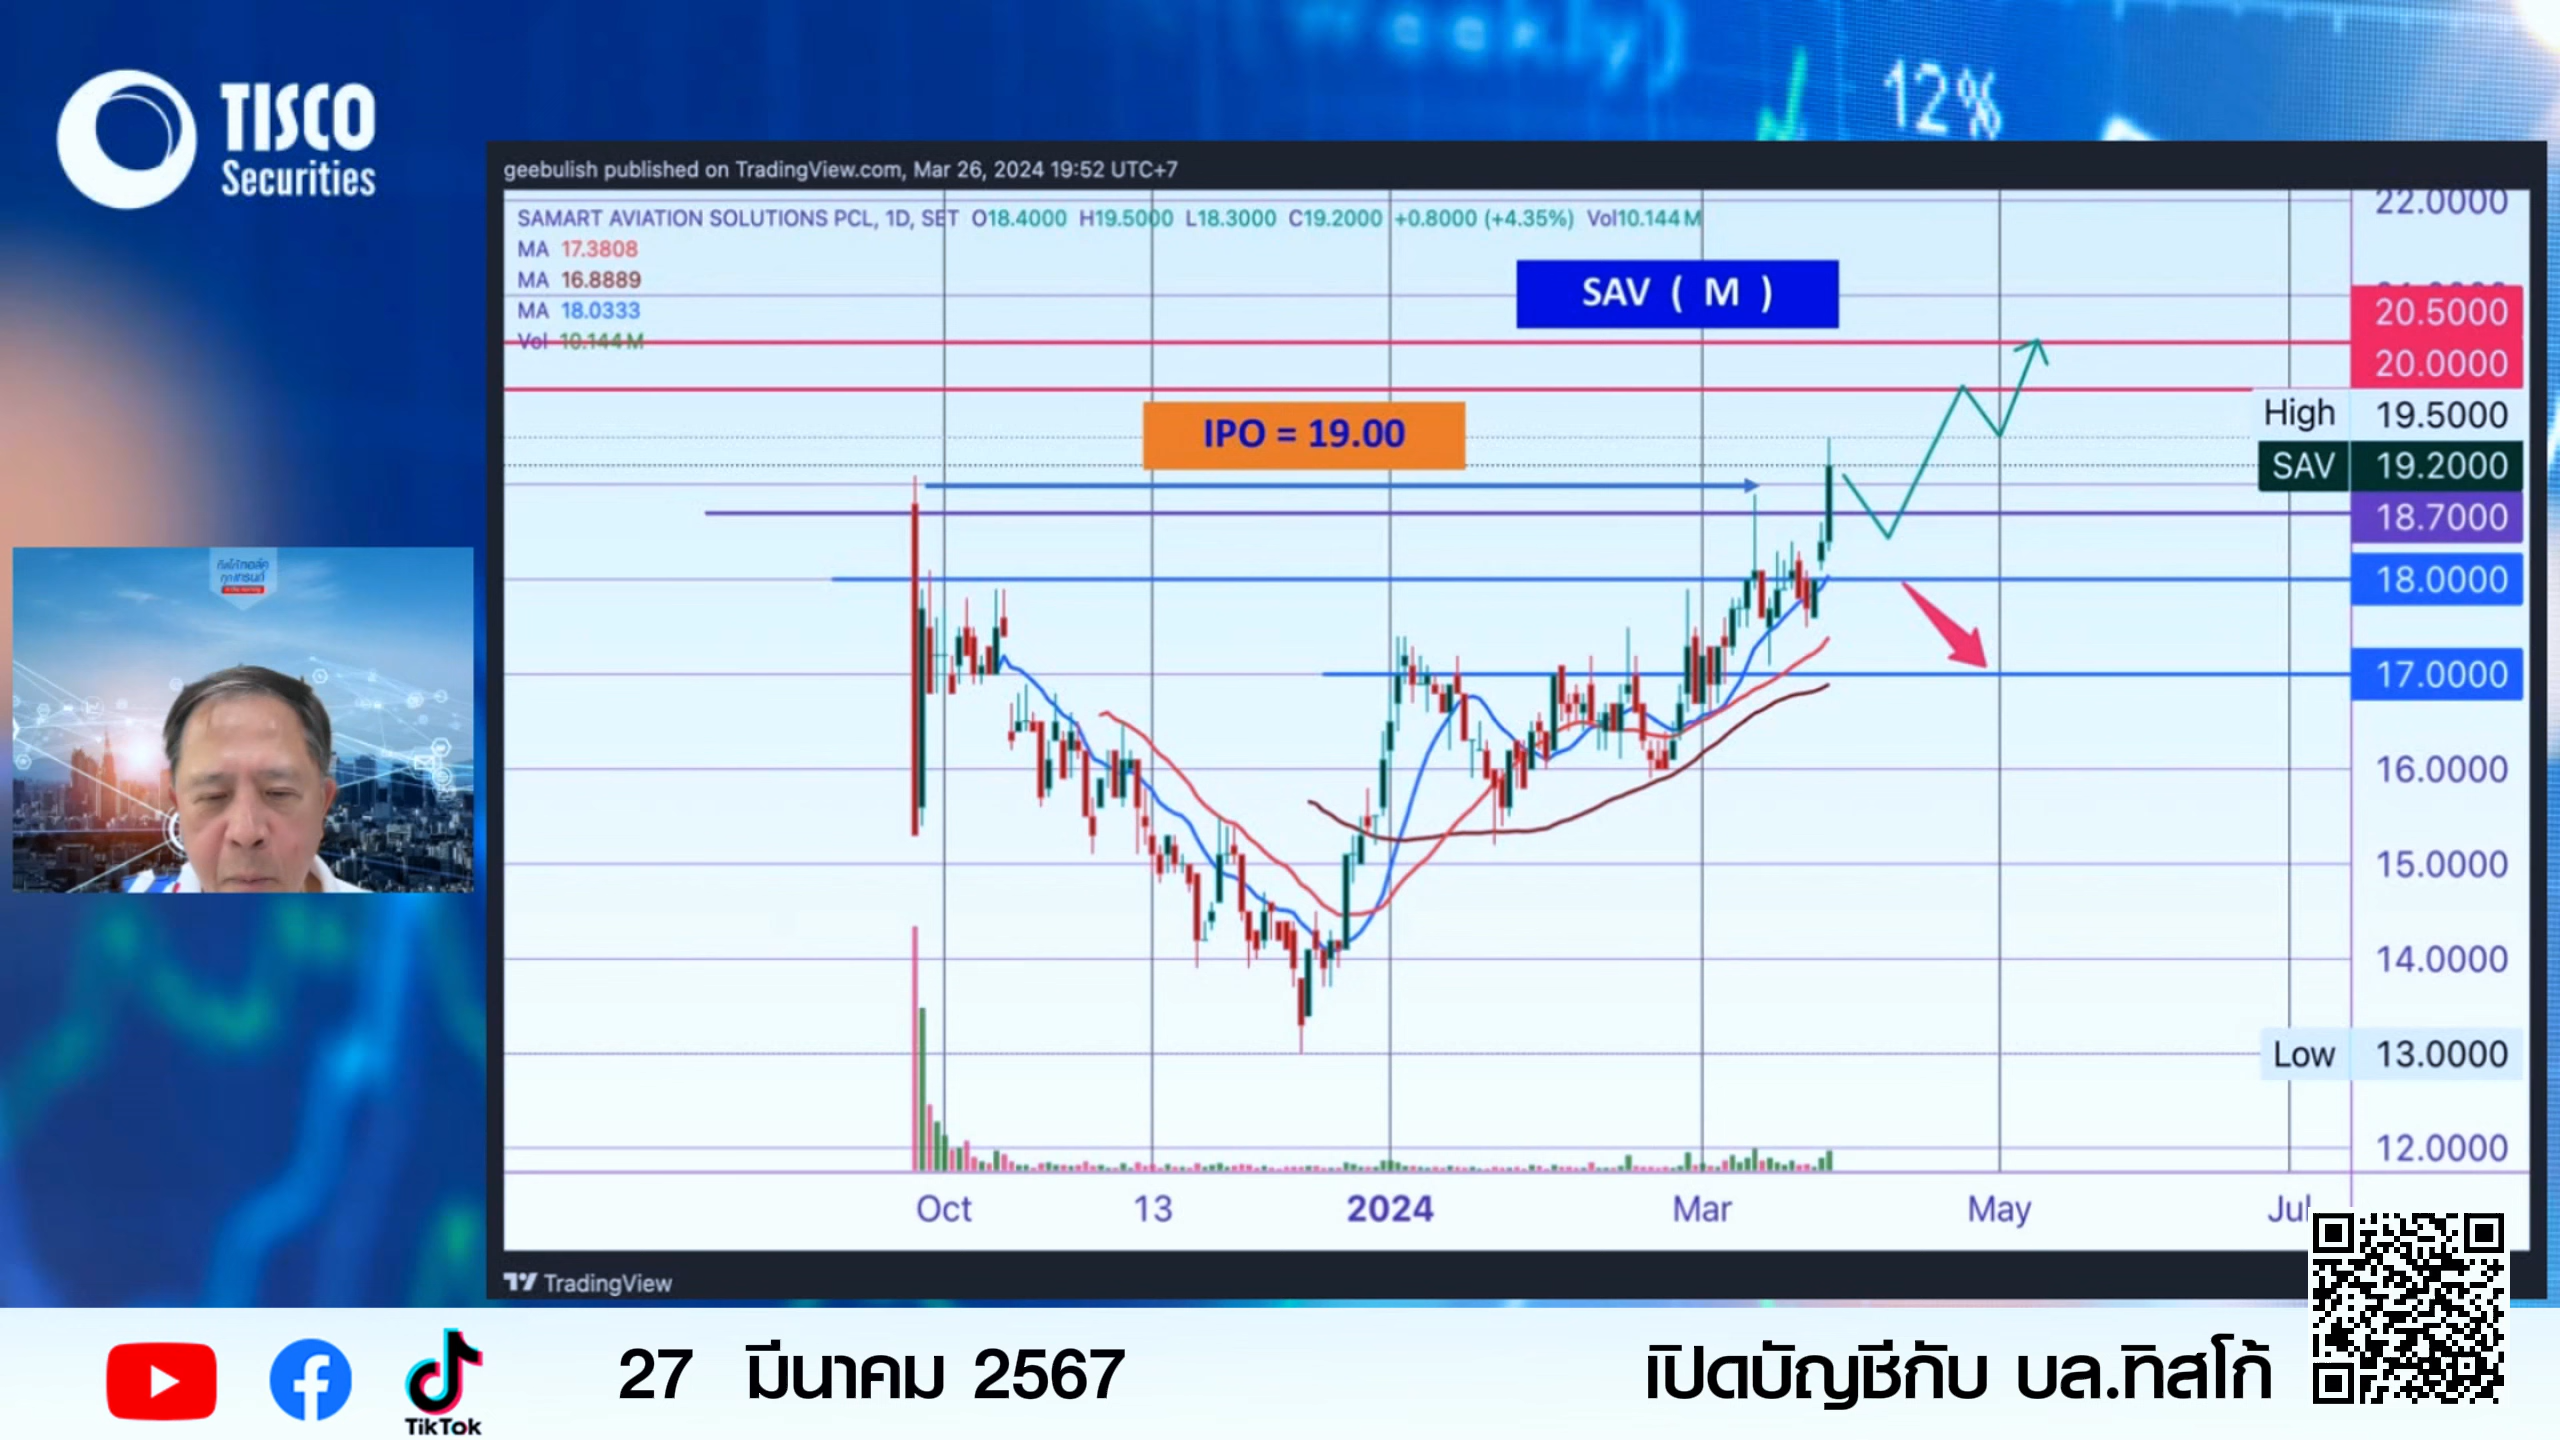 Weekly)
12%
TISCO
Securities
geebulish published on TradingView.com, Mar 26, 2024 19:52 UTC+7
SAMART AVIATION SOLUTIONS PCL, 1D, SET O18.4000 H19.5000 L18.3000 C19.2000 +0.8000 (+4.35%) Vol10.144M
MA 17.3808
MA 16.8889
MA 18.0333
Vol 10.144M
SAV ( M )
IPO = 19.00
22.0000
20.5000
20.0000
High 19.5000
SAV 19.2000
18.7000
18.0000
17.0000
16.0000
15.0000
14.0000
Low 13.0000
12.0000
Oct 13 2024 Mar May Jul
TradingView
TikTok
27 มีนาคม 2567
เปิดบัญชีกับ บล.ทิสโก้